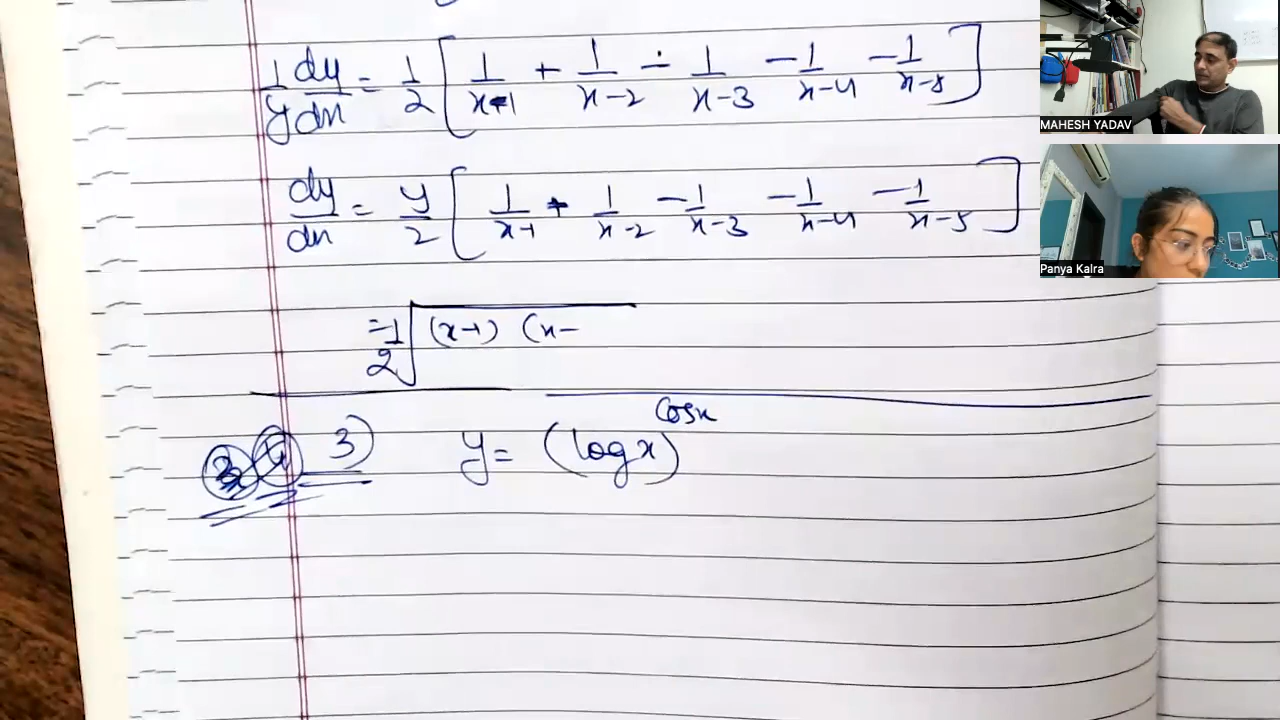 1/y dy/dx = 1/2 [ 1/x-1 + 1/x-2 - 1/x-3 - 1/x-4 - 1/x-5 ]
dy/dx = y/2 [ 1/x-1 + 1/x-2 - 1/x-3 - 1/x-4 - 1/x-5 ]
= 1/2 √(x-1) (x-
3) y = (log x)^cosx
MAHESH YADAV
Panya Kalra